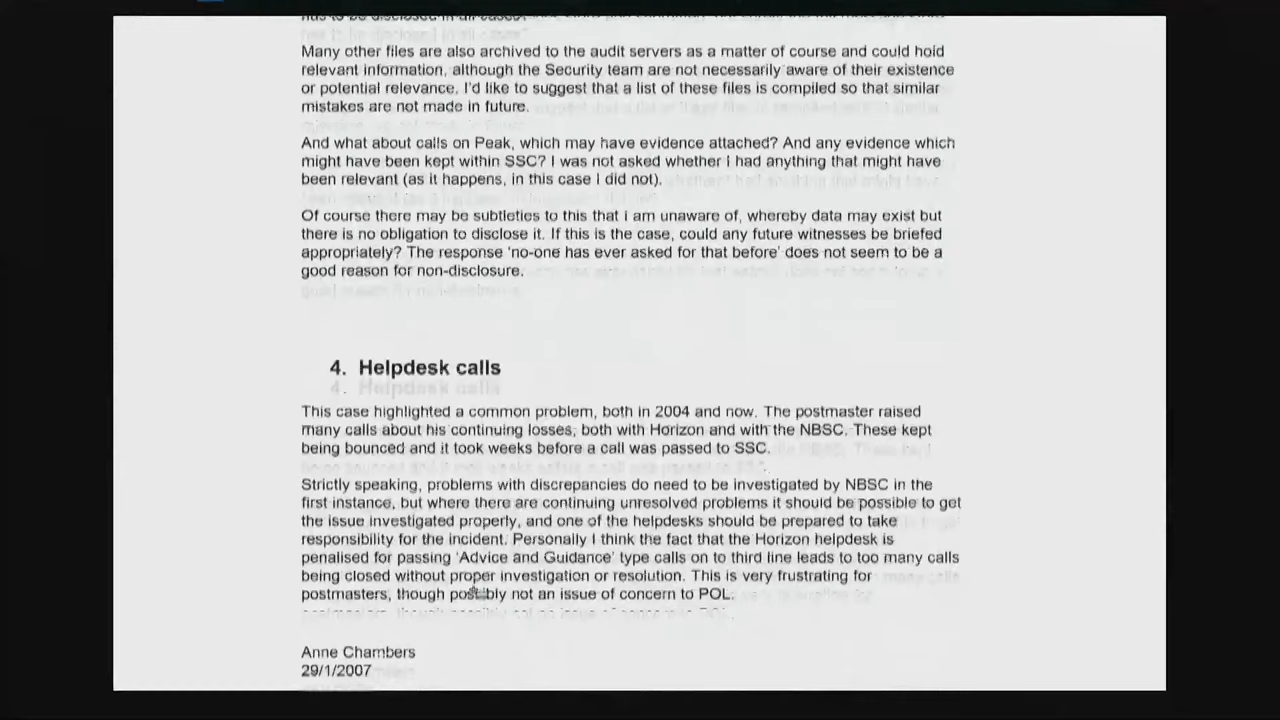 has to be disclosed in all cases.
Many other files are also archived to the audit servers as a matter of course and could hold
relevant information, although the Security team are not necessarily aware of their existence
or potential relevance. I'd like to suggest that a list of these files is compiled so that similar
mistakes are not made in future.
And what about calls on Peak, which may have evidence attached? And any evidence which
might have been kept within SSC? I was not asked whether I had anything that might have
been relevant (as it happens, in this case I did not).
Of course there may be subtleties to this that I am unaware of, whereby data may exist but
there is no obligation to disclose it. If this is the case, could any future witnesses be briefed
appropriately? The response 'no-one has ever asked for that before' does not seem to be a
good reason for non-disclosure.
4. Helpdesk calls
This case highlighted a common problem, both in 2004 and now. The postmaster raised
many calls about his continuing losses, both with Horizon and with the NBSC. These kept
being bounced and it took weeks before a call was passed to SSC.
Strictly speaking, problems with discrepancies do need to be investigated by NBSC in the
first instance, but where there are continuing unresolved problems it should be possible to get
the issue investigated properly, and one of the helpdesks should be prepared to take
responsibility for the incident. Personally I think the fact that the Horizon helpdesk is
penalised for passing 'Advice and Guidance' type calls on to third line leads to too many calls
being closed without proper investigation or resolution. This is very frustrating for
postmasters, though possibly not an issue of concern to POL.
Anne Chambers
29/1/2007